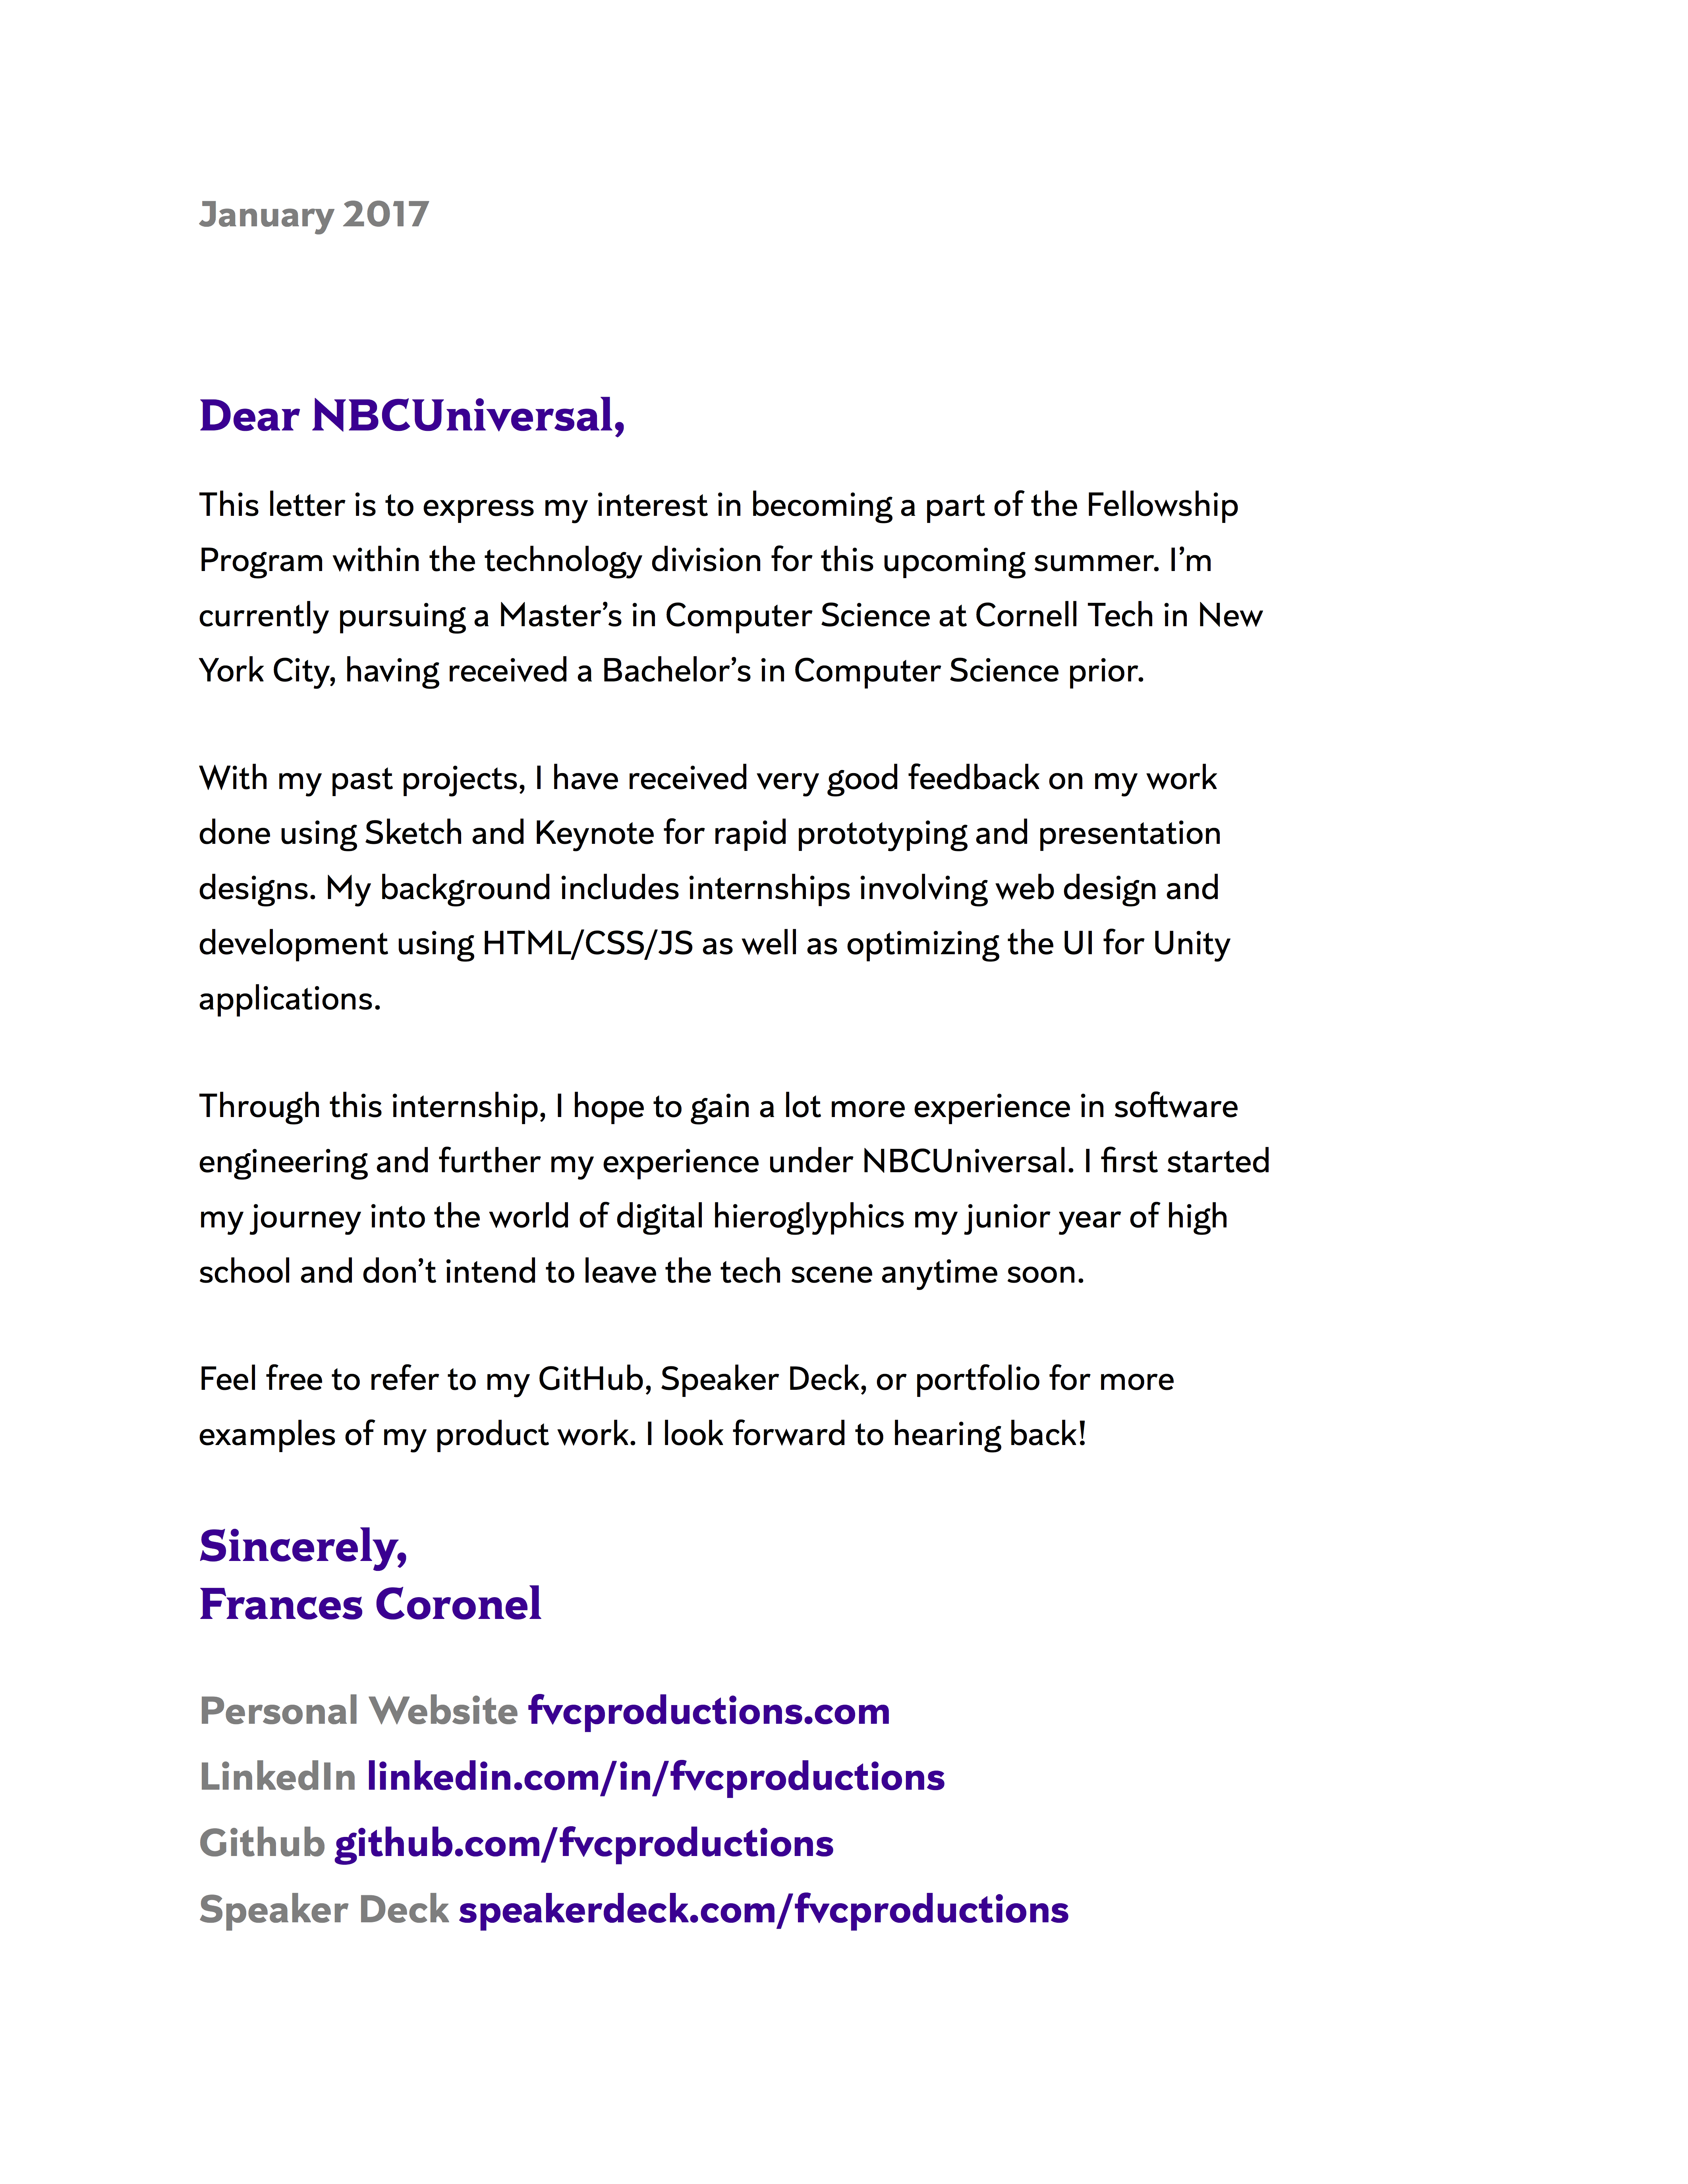 January 2017
Dear NBCUniversal,
This letter is to express my interest in becoming a part of the Fellowship
Program within the technology division for this upcoming summer. I’m
currently pursuing a Master’s in Computer Science at Cornell Tech in New
York City, having received a Bachelor’s in Computer Science prior.
With my past projects, I have received very good feedback on my work
done using Sketch and Keynote for rapid prototyping and presentation
designs. My background includes internships involving web design and
development using HTML/CSS/JS as well as optimizing the UI for Unity
applications.
Through this internship, I hope to gain a lot more experience in software
engineering and further my experience under NBCUniversal. I first started
my journey into the world of digital hieroglyphics my junior year of high
school and don’t intend to leave the tech scene anytime soon.
Feel free to refer to my GitHub, Speaker Deck, or portfolio for more
examples of my product work. I look forward to hearing back!
Sincerely,
Frances Coronel
Personal Website fvcproductions.com
LinkedIn linkedin.com/in/fvcproductions
Github github.com/fvcproductions
Speaker Deck speakerdeck.com/fvcproductions